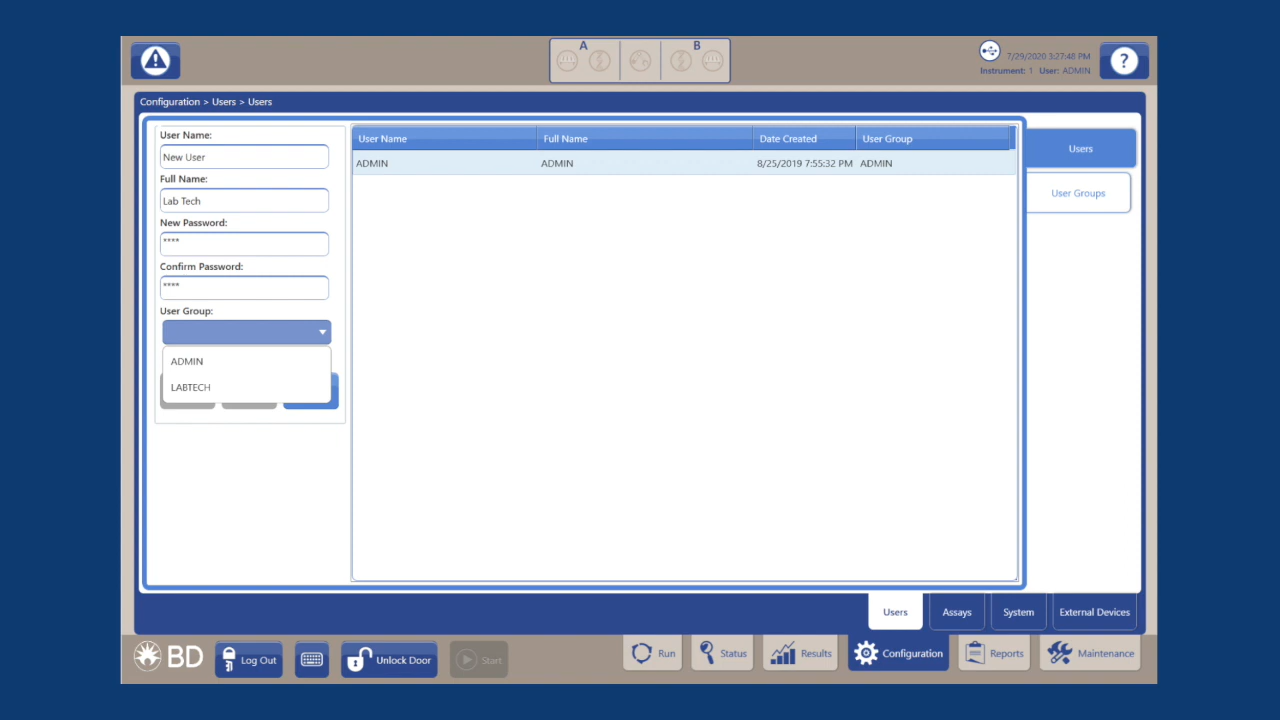 A
B
7/29/2020 3:27:48 PM
Instrument: 1 User: ADMIN
?
Configuration > Users > Users
User Name:
New User
Full Name:
Lab Tech
New Password:
****
Confirm Password:
****
User Group:
ADMIN
LABTECH
User Name Full Name Date Created User Group
ADMIN ADMIN 8/25/2019 7:55:32 PM ADMIN
Users
User Groups
Users Assays System External Devices
BD Log Out Unlock Door Start Run Status Results Configuration Reports Maintenance